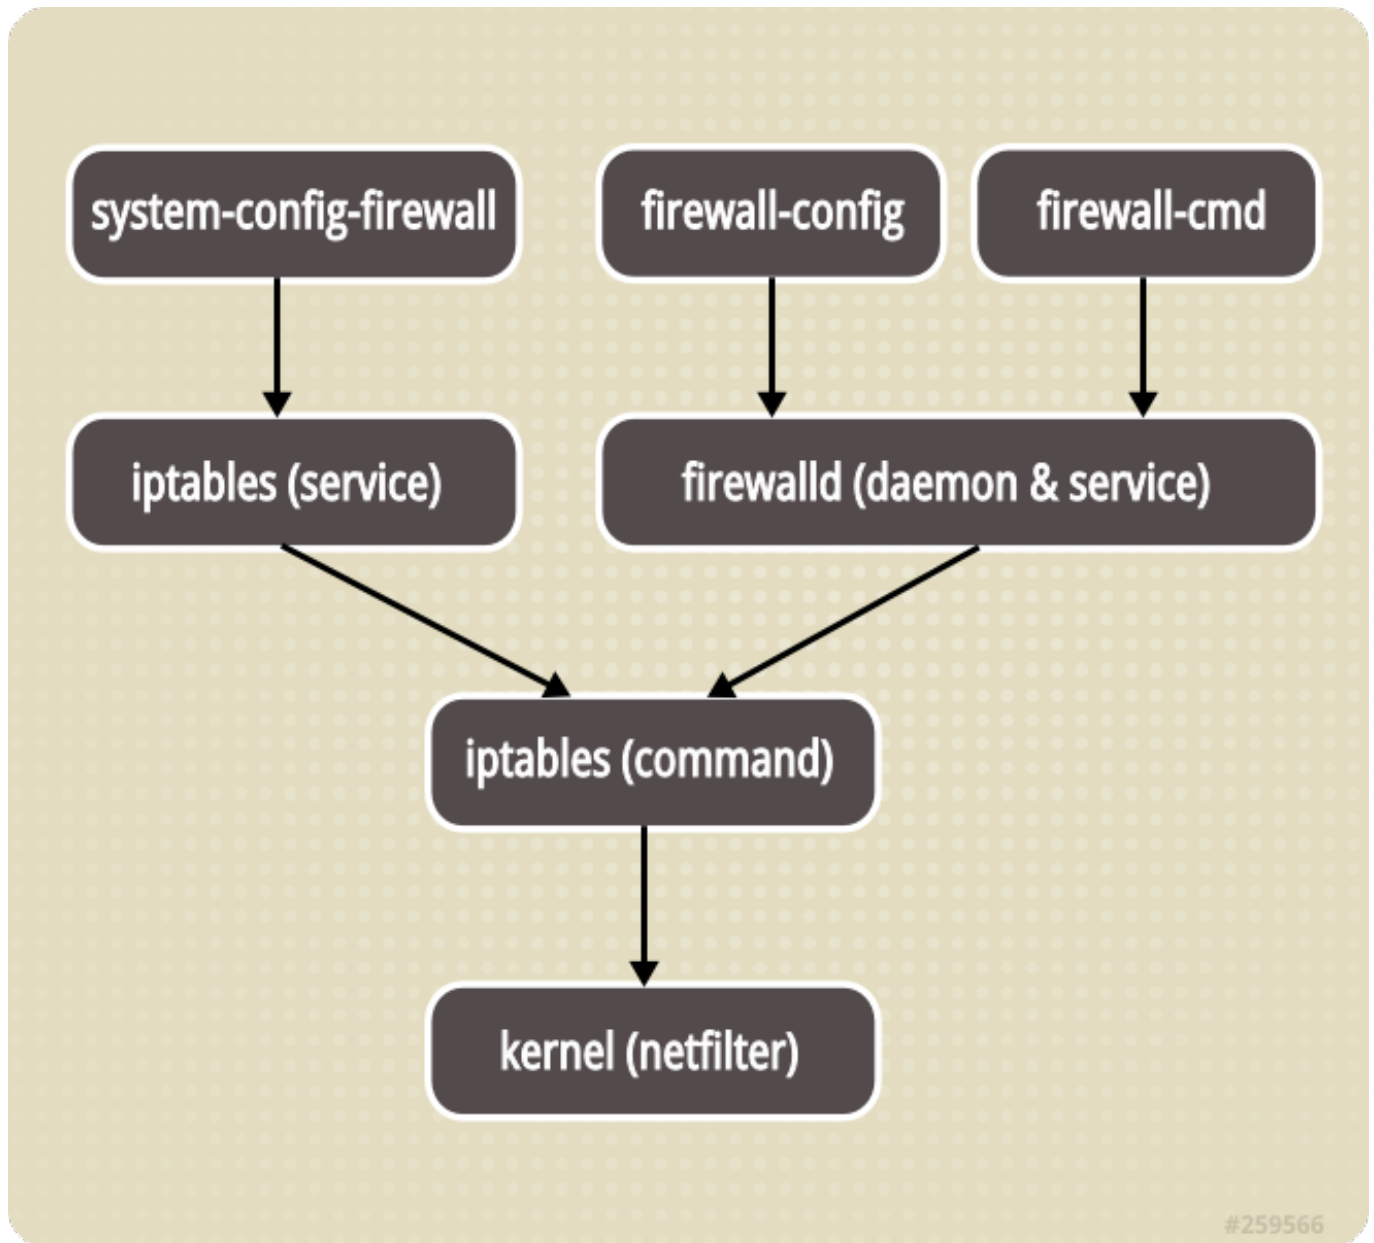 system-config-firewall
firewall-config
firewall-cmd
iptables (service)
firewalld (daemon & service)
iptables (command)
kernel (netfilter)
#259566